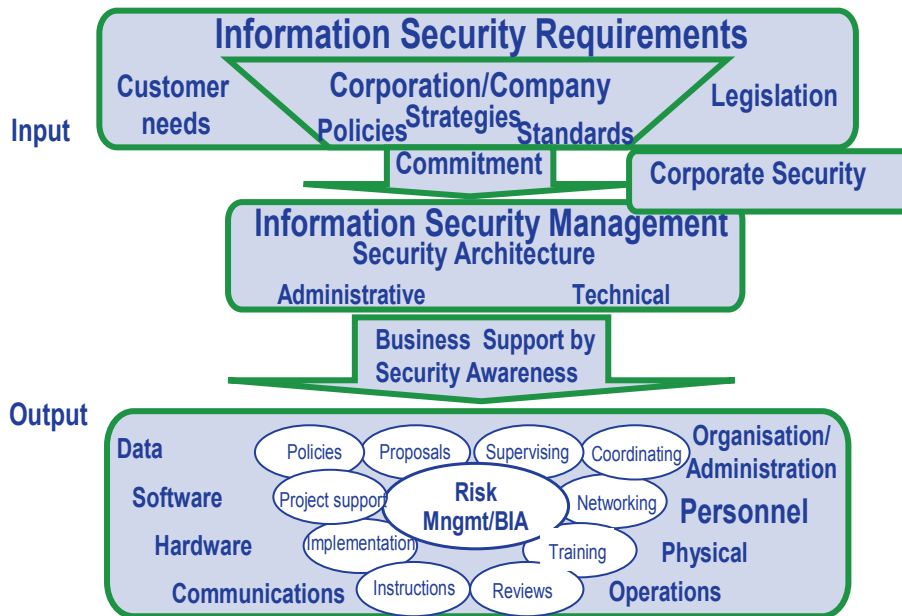 Information Security Requirements
Customer
needs
Corporation/Company
Strategies
Policies
Standards
Legislation
Input
Commitment
Corporate Security
Information Security Management
Security Architecture
Administrative
Technical
Business Support by
Security Awareness
Output
Data
Policies
Proposals
Supervising
Coordinating
Organisation/
Administration
Software
Project support
Risk
Mngmt/BIA
Networking
Personnel
Hardware
Implementation
Training
Physical
Communications
Instructions
Reviews
Operations